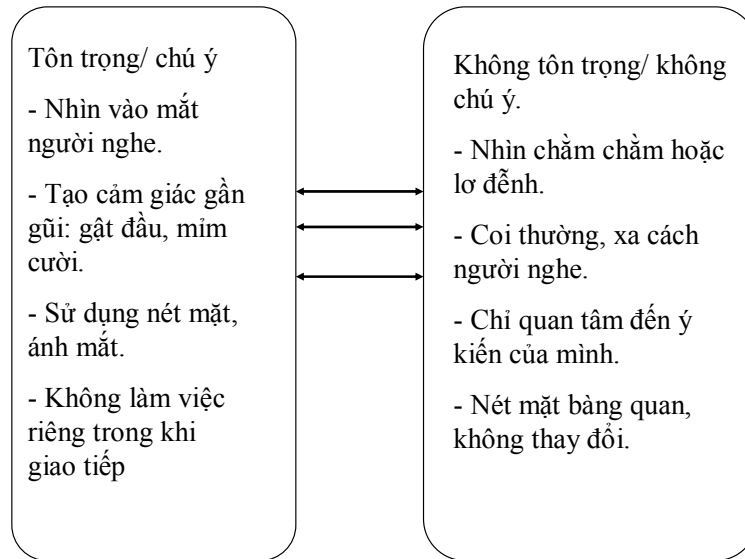 Tôn trọng/ chú ý
- Nhìn vào mắt
người nghe.
- Tạo cảm giác gần
gũi: gật đầu, mỉm
cười.
- Sử dụng nét mặt,
ánh mắt.
- Không làm việc
riêng trong khi
giao tiếp
Không tôn trọng/ không
chú ý.
- Nhìn chằm chằm hoặc
lơ đễnh.
- Coi thường, xa cách
người nghe.
- Chỉ quan tâm đến ý
kiến của mình.
- Nét mặt bàng quan,
không thay đổi.